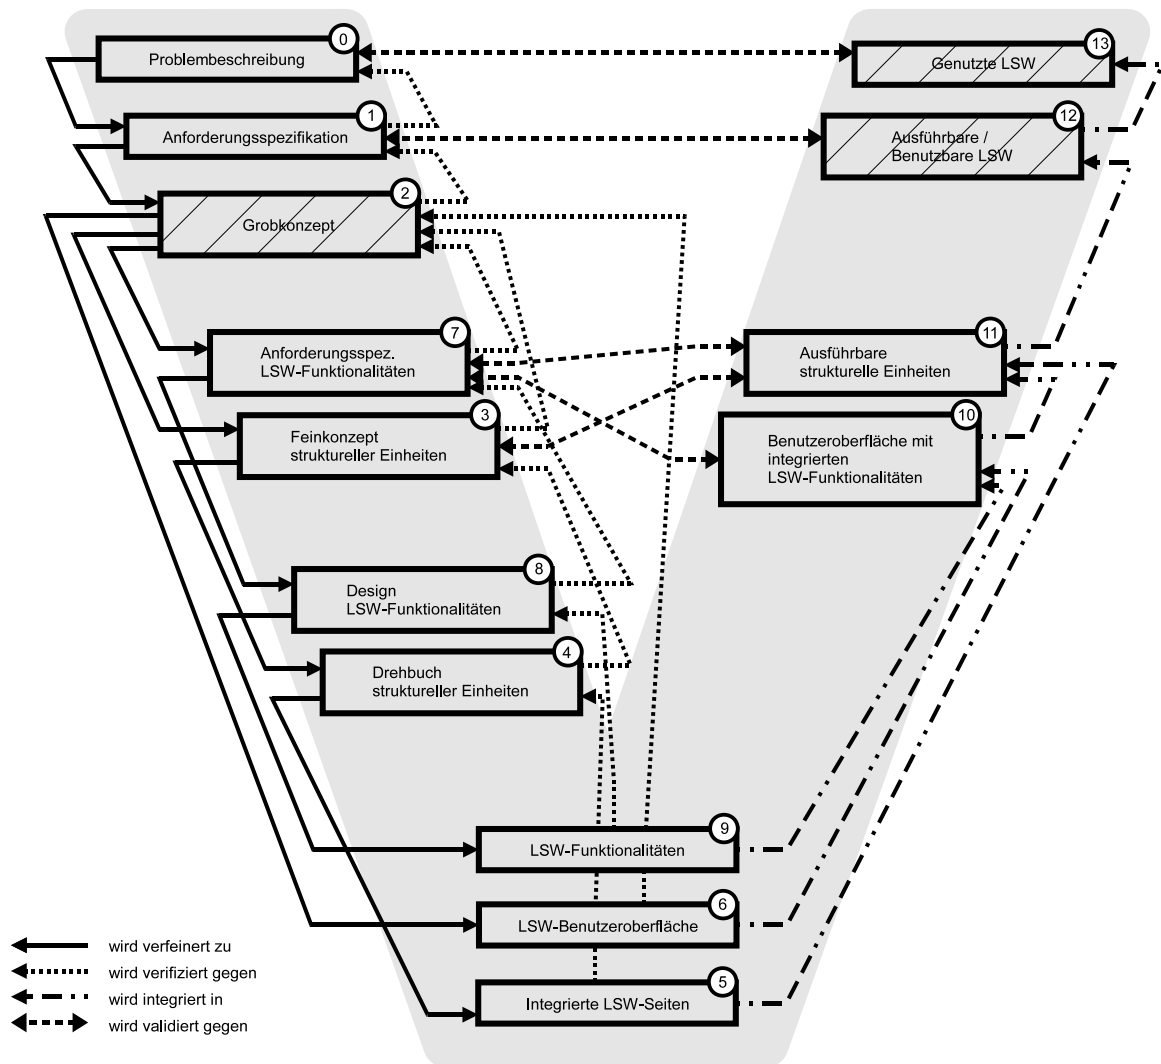 0
Problembeschreibung
13
Genutzte LSW
1
Anforderungsspezifikation
12
Ausführbare /
Benutzbare LSW
2
Grobkonzept
7
Anforderungsspez.
LSW-Funktionalitäten
11
Ausführbare
strukturelle Einheiten
3
Feinkonzept
struktureller Einheiten
10
Benutzeroberfläche mit
integrierten
LSW-Funktionalitäten
8
Design
LSW-Funktionalitäten
4
Drehbuch
struktureller Einheiten
9
LSW-Funktionalitäten
6
LSW-Benutzeroberfläche
5
Integrierte LSW-Seiten
wird verfeinert zu
wird verifiziert gegen
wird integriert in
wird validiert gegen